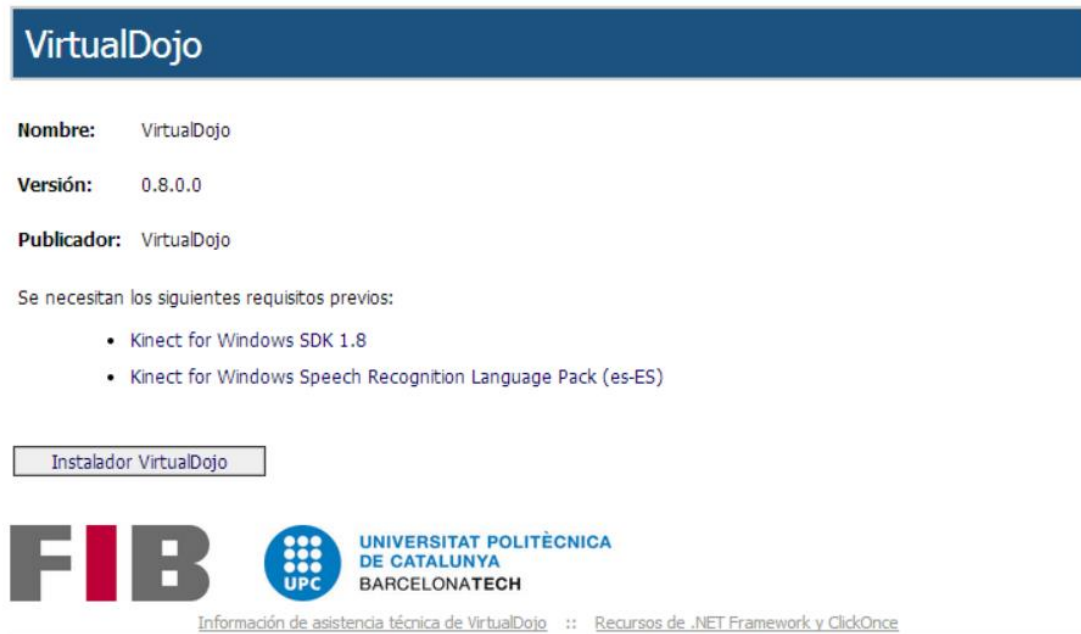 VirtualDojo
Nombre: VirtualDojo
Versión: 0.8.0.0
Publicador: VirtualDojo
Se necesitan los siguientes requisitos previos:
• Kinect for Windows SDK 1.8
• Kinect for Windows Speech Recognition Language Pack (es-ES)
Instalador VirtualDojo
FIB
UPC
UNIVERSITAT POLITÈCNICA
DE CATALUNYA
BARCELONATECH
Información de asistencia técnica de VirtualDojo :: Recursos de .NET Framework y ClickOnce